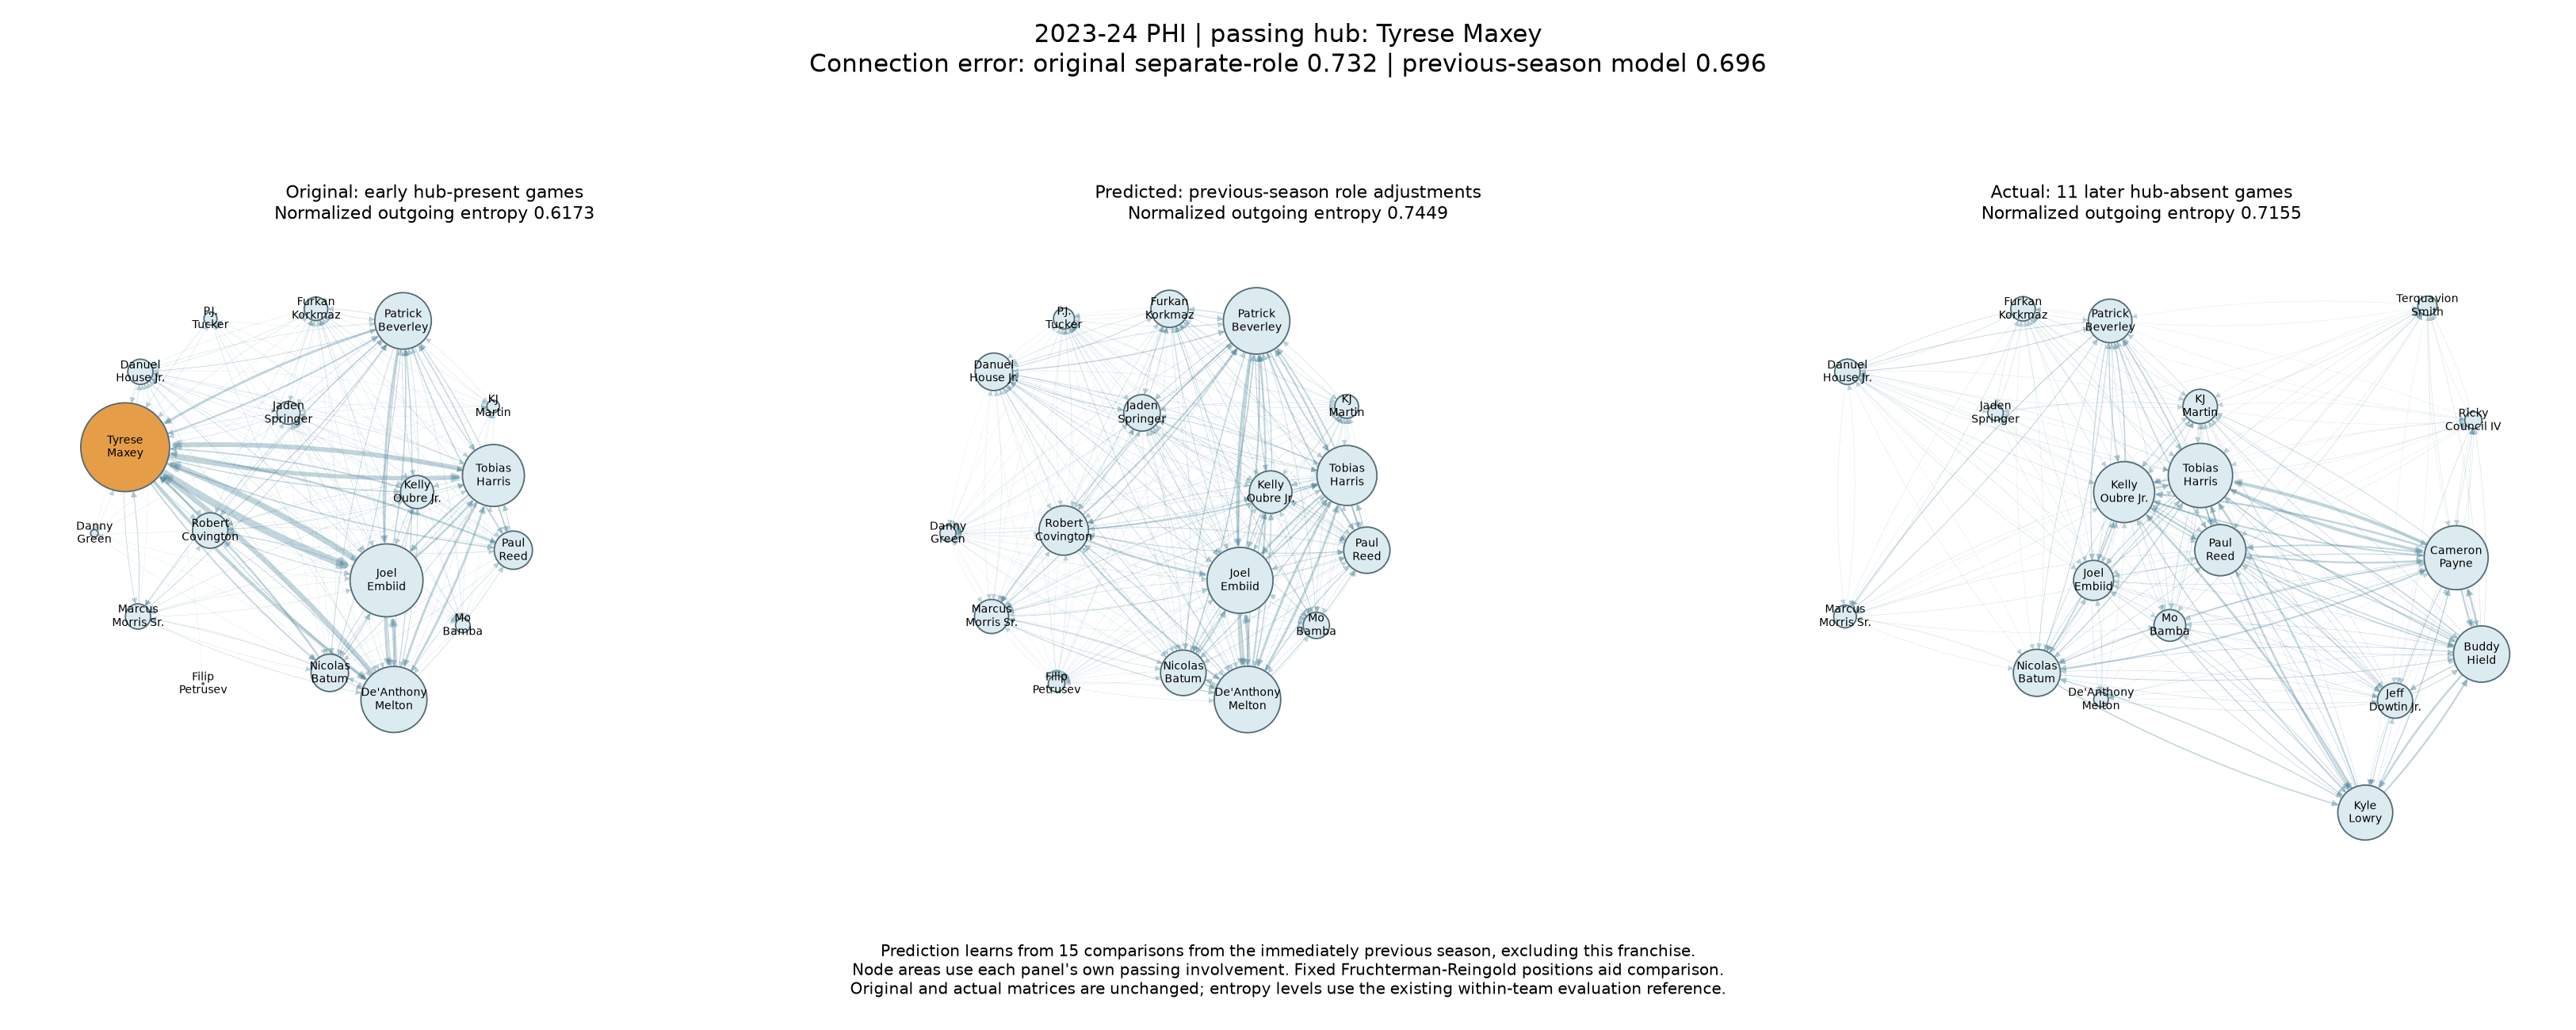 2023-24 PHI | passing hub: Tyrese Maxey
Connection error: original separate-role 0.732 | previous-season model 0.696
Original: early hub-present games
Normalized outgoing entropy 0.6173
P.J.
Tucker
Furkan
Korkmaz
Patrick
Beverley
Danuel
House Jr.
Jaden
Springer
KJ
Martin
Tyrese
Maxey
Tobias
Harris
Kelly
Oubre Jr.
Danny
Green
Robert
Covington
Paul
Reed
Joel
Embiid
Marcus
Morris Sr.
Mo
Bamba
Filip
Petrusev
Nicolas
Batum
De'Anthony
Melton
Predicted: previous-season role adjustments
Normalized outgoing entropy 0.7449
P.J.
Tucker
Furkan
Korkmaz
Patrick
Beverley
Danuel
House Jr.
Jaden
Springer
KJ
Martin
Tobias
Harris
Kelly
Oubre Jr.
Danny
Green
Robert
Covington
Paul
Reed
Joel
Embiid
Marcus
Morris Sr.
Mo
Bamba
Filip
Petrusev
Nicolas
Batum
De'Anthony
Melton
Actual: 11 later hub-absent games
Normalized outgoing entropy 0.7155
Furkan
Korkmaz
Patrick
Beverley
Terquavion
Smith
Danuel
House Jr.
Jaden
Springer
KJ
Martin
Ricky
Council IV
Tobias
Harris
Kelly
Oubre Jr.
Paul
Reed
Cameron
Payne
Joel
Embiid
Marcus
Morris Sr.
Mo
Bamba
Buddy
Hield
Nicolas
Batum
De'Anthony
Melton
Jeff
Dowtin Jr.
Kyle
Lowry
Prediction learns from 15 comparisons from the immediately previous season, excluding this franchise.
Node areas use each panel's own passing involvement. Fixed Fruchterman-Reingold positions aid comparison.
Original and actual matrices are unchanged; entropy levels use the existing within-team evaluation reference.